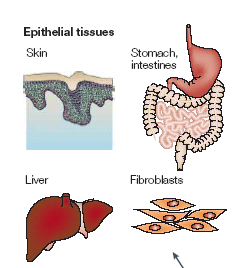 Epithelial tissues
Skin
Stomach,
intestines
Liver
Fibroblasts